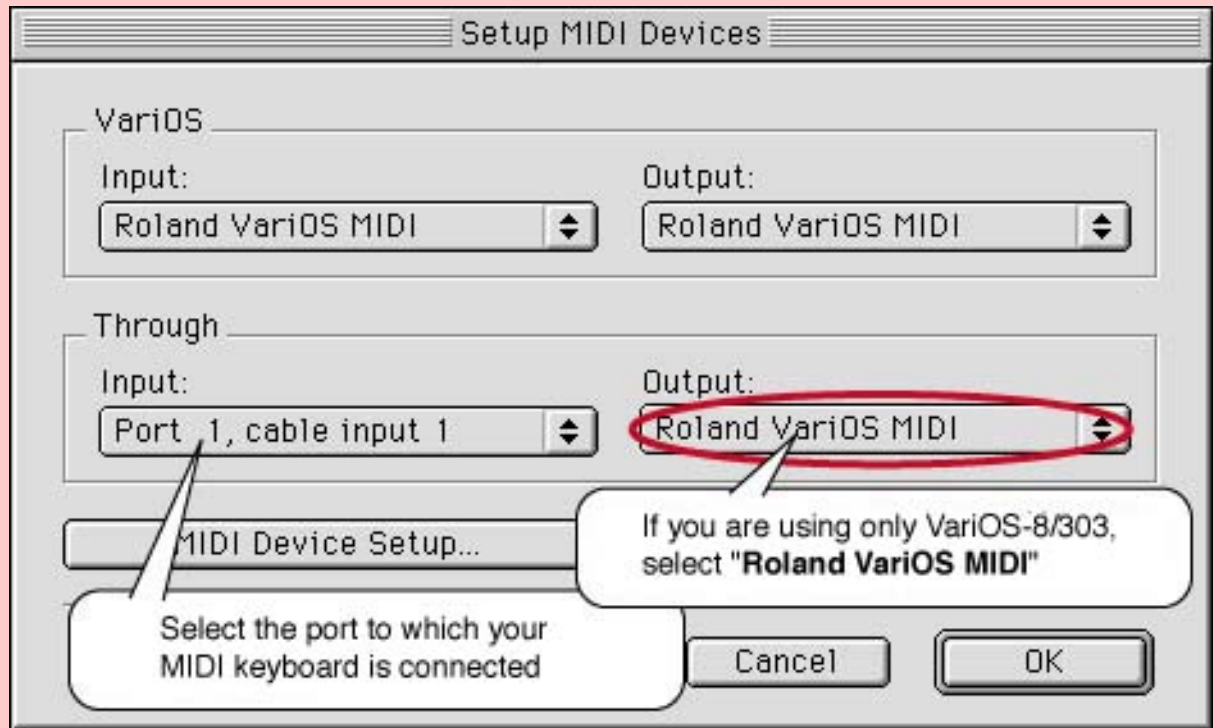 Setup MIDI Devices
VariOS
Input:
Output:
Roland VariOS MIDI
Roland VariOS MIDI
Through
Input:
Output:
Port 1, cable input 1
Roland VariOS MIDI
MIDI Device Setup...
If you are using only VariOS-8/303,
select "Roland VariOS MIDI"
Select the port to which your
MIDI keyboard is connected
Cancel
OK